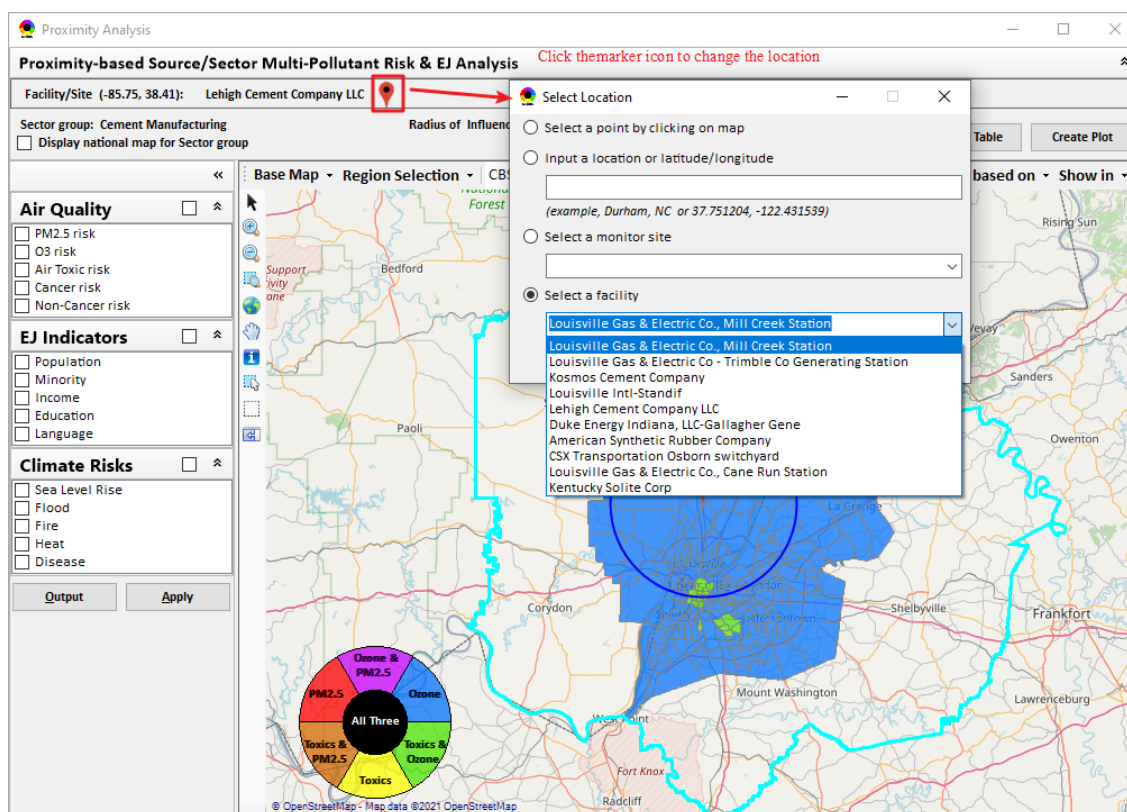 Proximity Analysis
Proximity-based Source/Sector Multi-Pollutant Risk & EJ Analysis
Click themarker icon to change the location
Facility/Site (-85.75, 38.41): Lehigh Cement Company LLC
Sector group: Cement Manufacturing
Radius of Influenc
Display national map for Sector group
Table
Create Plot
Select Location
Select a point by clicking on map
Input a location or latitude/longitude
(example, Durham, NC or 37.751204, -122.431539)
Select a monitor site
Select a facility
Louisville Gas & Electric Co., Mill Creek Station
Louisville Gas & Electric Co., Mill Creek Station
Louisville Gas & Electric Co - Trimble Co Generating Station
Kosmos Cement Company
Louisville Intl-Standif
Lehigh Cement Company LLC
Duke Energy Indiana, LLC-Gallagher Gene
American Synthetic Rubber Company
CSX Transportation Osborn switchyard
Louisville Gas & Electric Co., Cane Run Station
Kentucky Solite Corp
Base Map
Region Selection
CBS
based on
Show in
Air Quality
PM2.5 risk
O3 risk
Air Toxic risk
Cancer risk
Non-Cancer risk
EJ Indicators
Population
Minority
Income
Education
Language
Climate Risks
Sea Level Rise
Flood
Fire
Heat
Disease
Output
Apply
Forest
Rising Sun
Support
Bedford
Vevay
Sanders
Paoli
Owenton
La Grange
Corydon
Shelbyville
Frankfort
Jeffersontown
Mount Washington
Lawrenceburg
West Point
Fort Knox
Radcliff
Ozone &
PM2.5
PM2.5
Ozone
All Three
Toxics &
PM2.5
Toxics &
Ozone
Toxics
© OpenStreetMap - Map data ©2021 OpenStreetMap